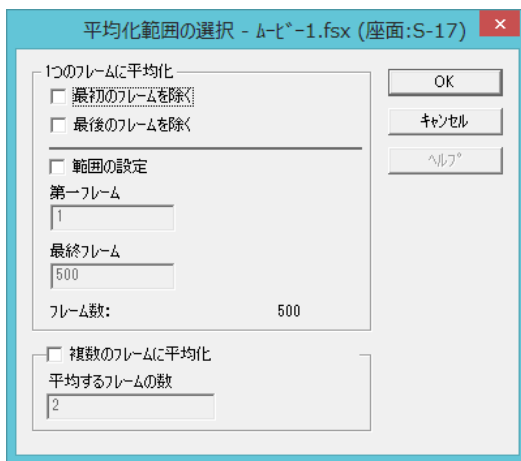 平均化範囲の選択 - ﾑｰﾋﾞｰ1.fsx (座面:S-17)
1つのﾌﾚｰﾑに平均化
最初のﾌﾚｰﾑを除く
最後のﾌﾚｰﾑを除く
範囲の設定
第一ﾌﾚｰﾑ
1
最終ﾌﾚｰﾑ
500
ﾌﾚｰﾑ数: 500
複数のﾌﾚｰﾑに平均化
平均するﾌﾚｰﾑの数
2
OK
ｷｬﾝｾﾙ
ﾍﾙﾌﾟ